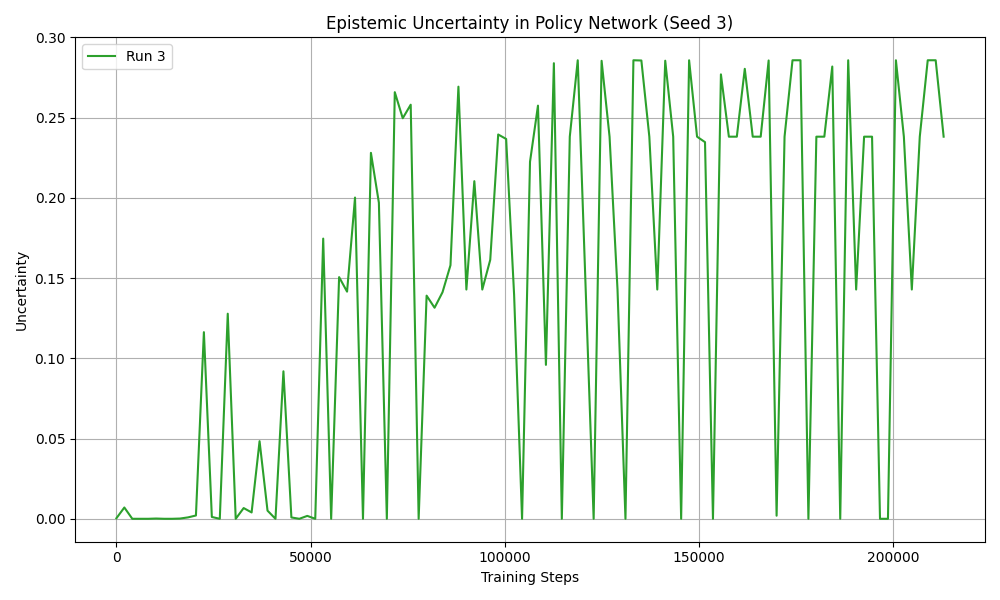 Epistemic Uncertainty in Policy Network (Seed 3)
Run 3
0.30
0.25
0.20
0.15
0.10
0.05
0.00
Uncertainty
0 50000 100000 150000 200000
Training Steps